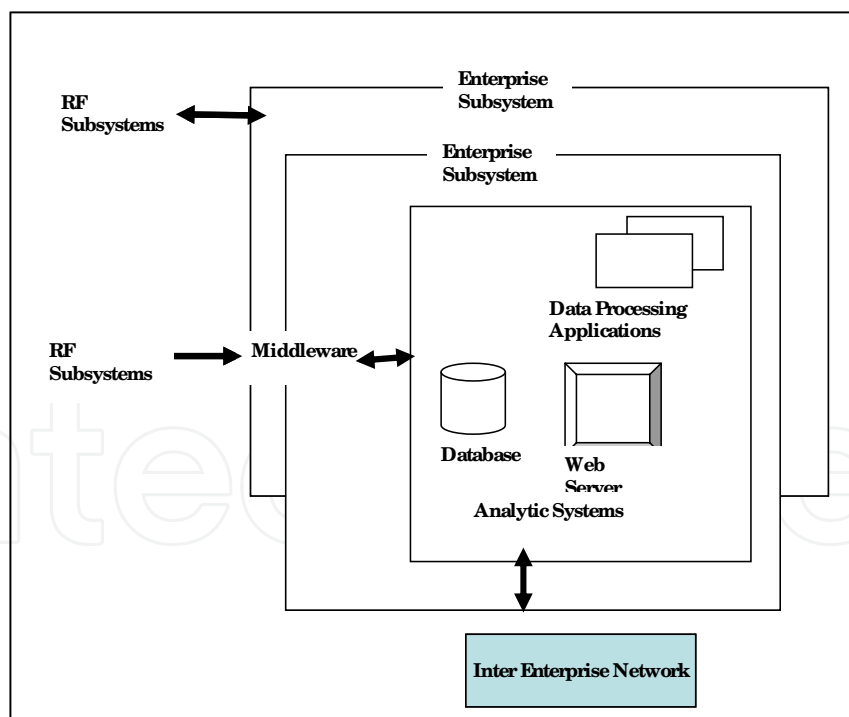 Enterprise
Subsystem
RF
Subsystems
Enterprise
Subsystem
Data Processing
Applications
RF
Subsystems
Middleware
Database
Web
Server
Analytic Systems
Inter Enterprise Network